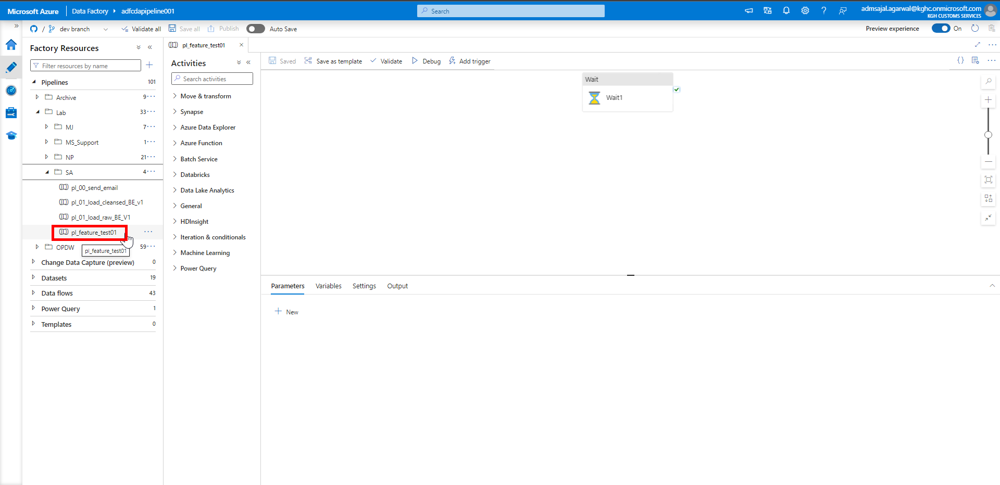 Microsoft Azure
Data Factory
adfcdapipeline001
Search
admsajal.agarwal@kghc.onmicrosoft.com
KGH CUSTOMS SERVICES
/ dev branch
Validate all
Save all
Publish
Auto Save
Preview experience
On
Factory Resources
Filter resources by name
Pipelines 101
Archive 9
Lab 33
MJ 7
MS_Support 1
NP 21
SA 4
pl_00_send_email
pl_01_load_cleansed_BE_v1
pl_01_load_raw_BE_V1
pl_feature_test01
OPDW 59
pl_feature_test01
Change Data Capture (preview) 0
Datasets 19
Data flows 43
Power Query 1
Templates 0
pl_feature_test01
Activities
Search activities
Move & transform
Synapse
Azure Data Explorer
Azure Function
Batch Service
Databricks
Data Lake Analytics
General
HDInsight
Iteration & conditionals
Machine Learning
Power Query
Saved
Save as template
Validate
Debug
Add trigger
{}
Wait
Wait1
Parameters
Variables
Settings
Output
New